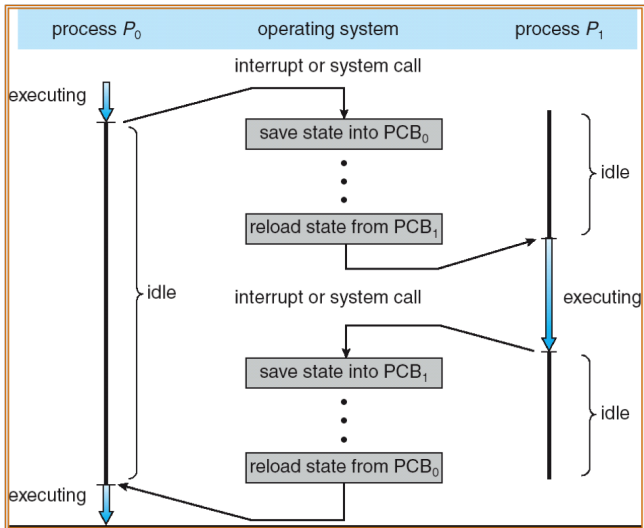 process P₀
operating system
process P₁
interrupt or system call
executing
save state into PCB₀
idle
reload state from PCB₁
idle
interrupt or system call
executing
save state into PCB₁
idle
reload state from PCB₀
executing